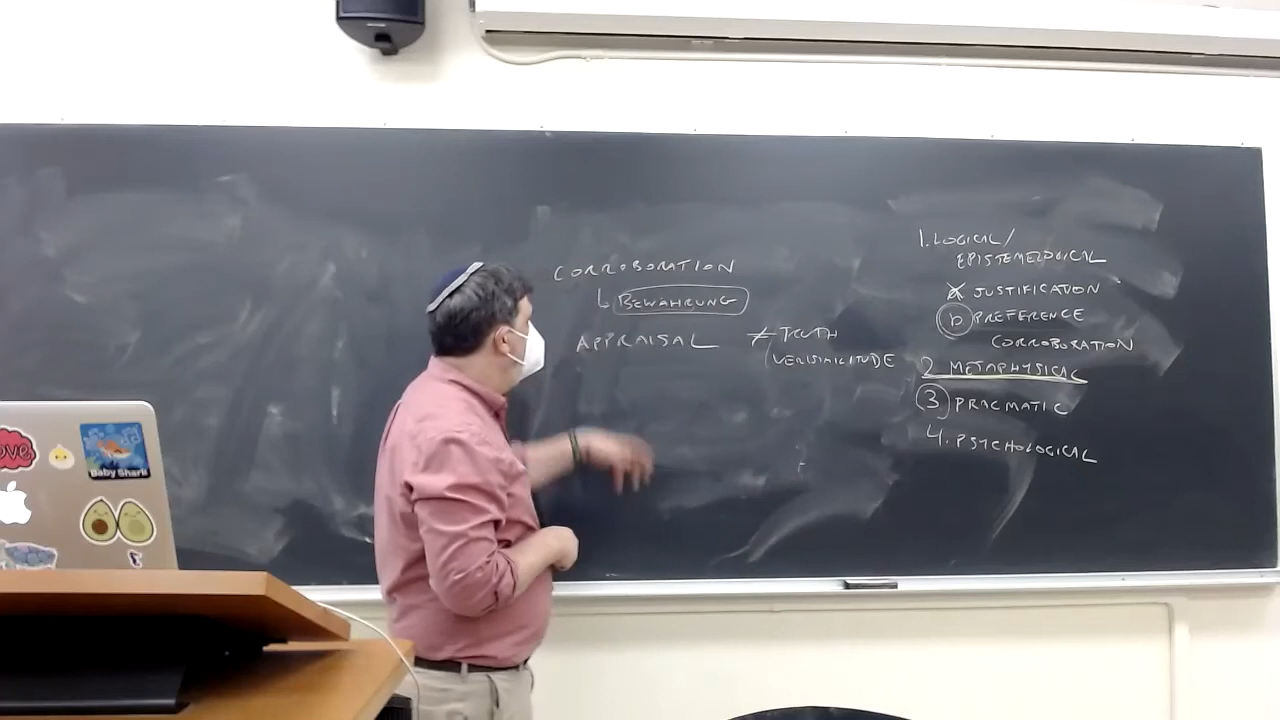 CORROBORATION
↳ BEWÄHRUNG
APPRAISAL ≠ TRUTH
VERISIMILITUDE
1. LOGICAL/
EPISTEMOLOGICAL
JUSTIFICATION
b PREFERENCE
CORROBORATION
2 METAPHYSICAL
3 PRAGMATIC
4. PSYCHOLOGICAL
love
Baby Shark